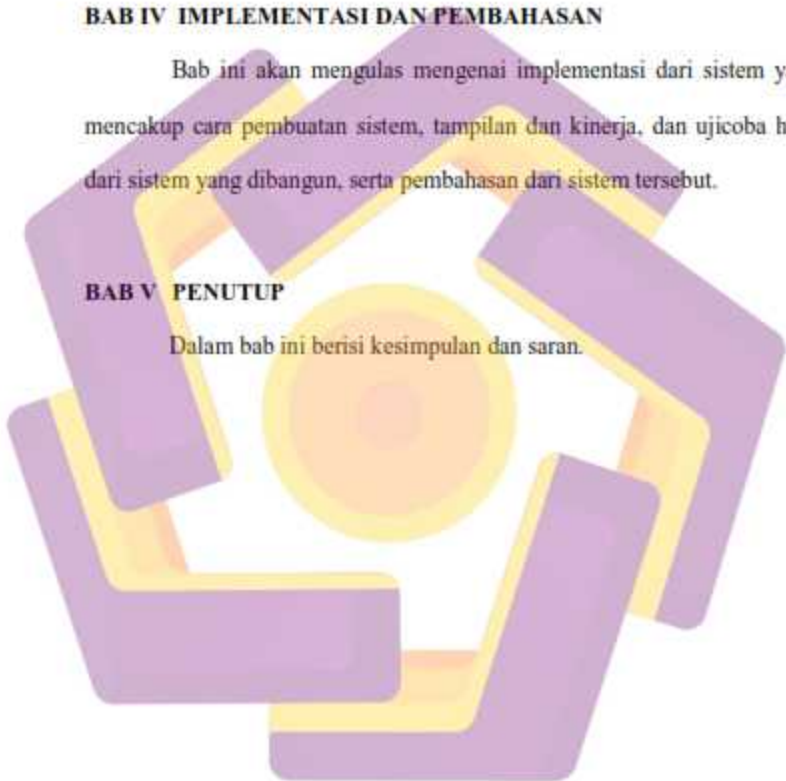 BAB IV IMPLEMENTASI DAN PEMBAHASAN
Bab ini akan mengulas mengenai implementasi dari sistem
mencakup cara pembuatan sistem, tampilan dan kinerja, dan ujicoba
dari sistem yang dibangun, serta pembahasan dari sistem tersebut.
BAB V PENUTUP
Dalam bab ini berisi kesimpulan dan saran.